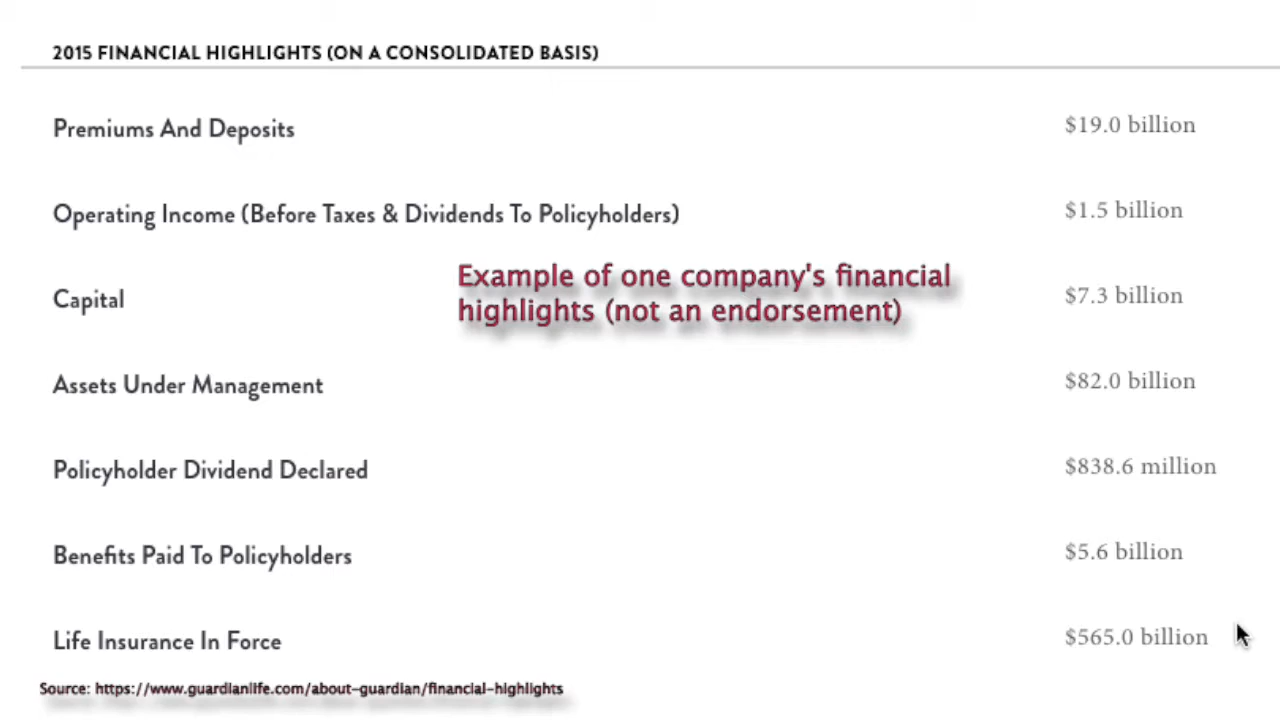 2015 FINANCIAL HIGHLIGHTS (ON A CONSOLIDATED BASIS)
Premiums And Deposits $19.0 billion
Operating Income (Before Taxes & Dividends To Policyholders) $1.5 billion
Example of one company's financial
highlights (not an endorsement)
Capital $7.3 billion
Assets Under Management $82.0 billion
Policyholder Dividend Declared $838.6 million
Benefits Paid To Policyholders $5.6 billion
Life Insurance In Force $565.0 billion
Source: https://www.guardianlife.com/about-guardian/financial-highlights